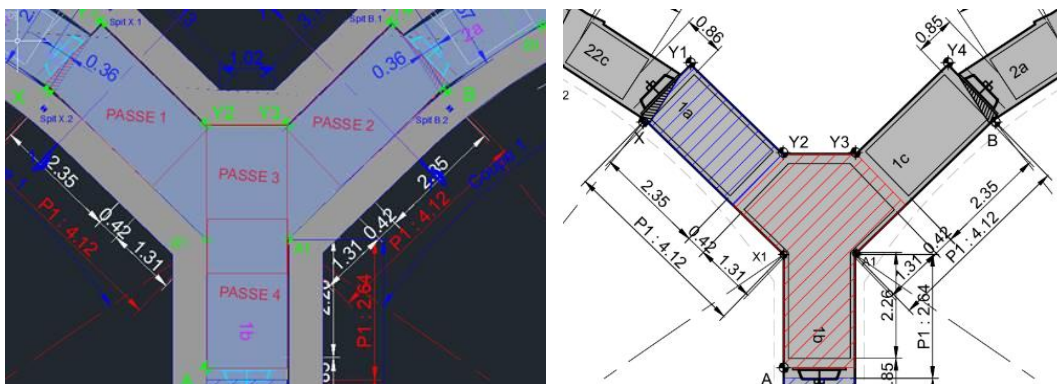 Spit X.1
Spit B.1
2a
0.36
1.02
0.36
X
B
PASSE 1
Y2
Y3
PASSE 2
Spit X.2
Spit B.2
PASSE 3
2.35
2.35
P1 : 4.12
0.42
0.42
P1 : 4.12
1.31
1.31
PASSE 4
P1 : 2.64
1b
0.86
0.85
Y1
Y4
22c
2a
1a
X
B
Y2
Y3
1c
2.35
2.35
P1 : 4.12
0.42
0.42
P1 : 4.12
1.31
1.31
X1
A1
2.26
P1 : 2.64
1b
A
.85